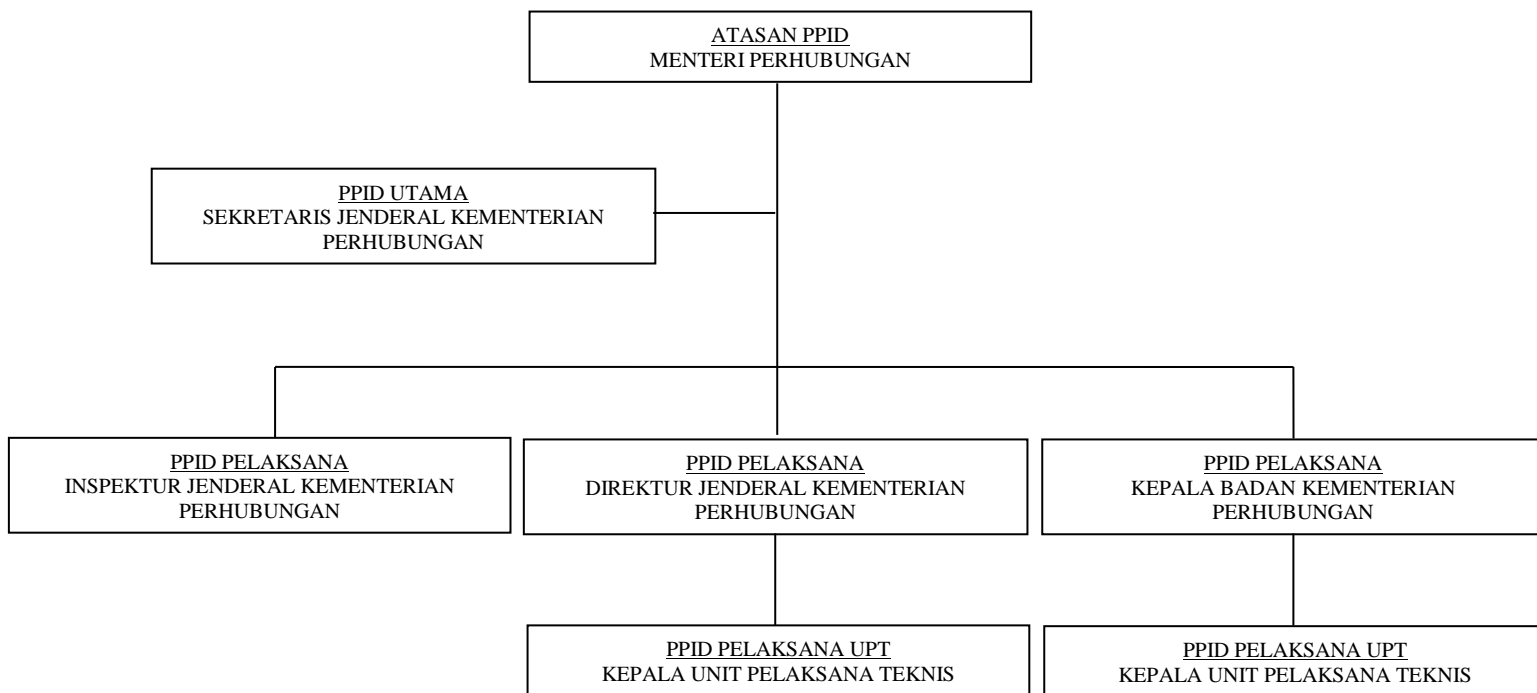 ATASAN PPID
MENTERI PERHUBUNGAN
PPID UTAMA
SEKRETARIS JENDERAL KEMENTERIAN
PERHUBUNGAN
PPID PELAKSANA
INSPEKTUR JENDERAL KEMENTERIAN
PERHUBUNGAN
PPID PELAKSANA
DIREKTUR JENDERAL KEMENTERIAN
PERHUBUNGAN
PPID PELAKSANA
KEPALA BADAN KEMENTERIAN
PERHUBUNGAN
PPID PELAKSANA UPT
KEPALA UNIT PELAKSANA TEKNIS
PPID PELAKSANA UPT
KEPALA UNIT PELAKSANA TEKNIS